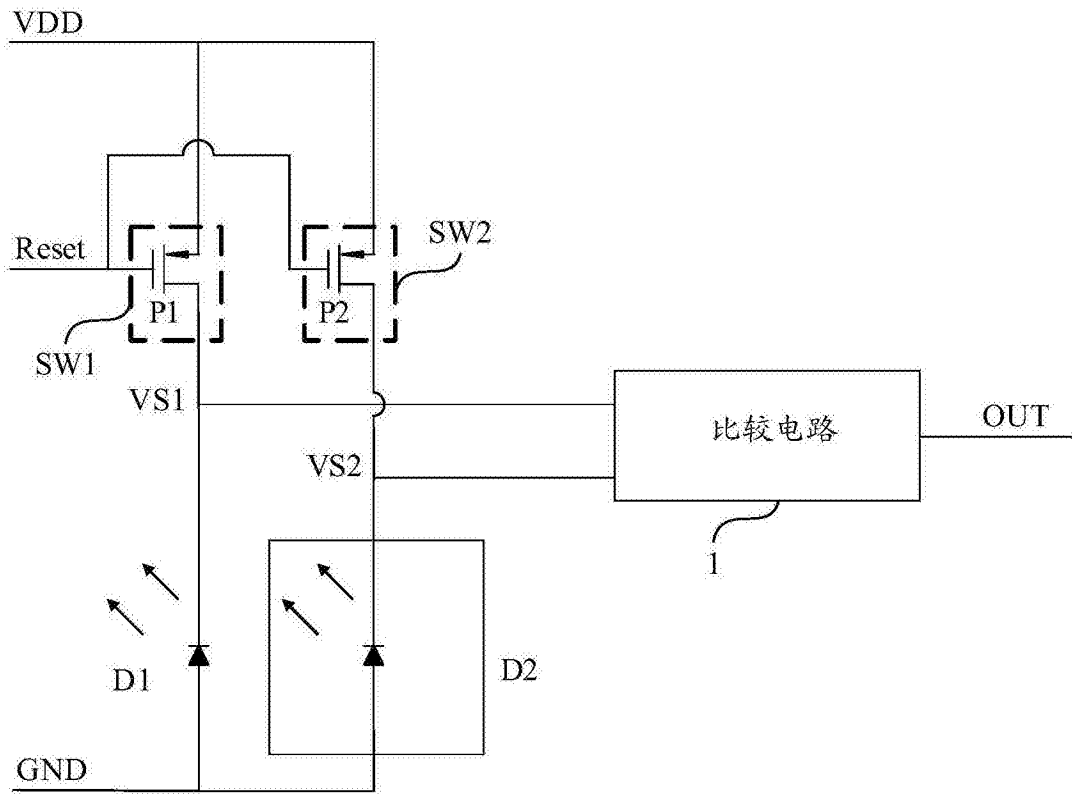 VDD
Reset
SW2
P1
P2
SW1
VS1
比较电路
OUT
VS2
1
D1
D2
GND